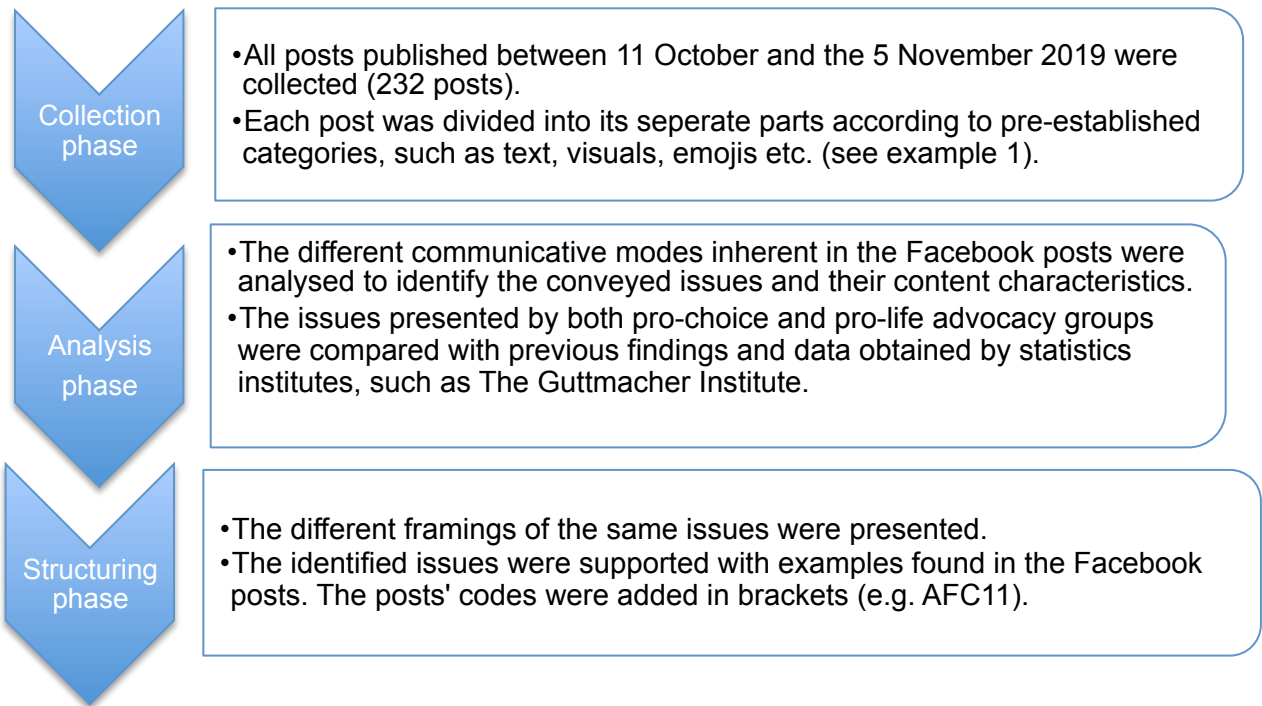 Collection
phase
•All posts published between 11 October and the 5 November 2019 were
collected (232 posts).
•Each post was divided into its seperate parts according to pre-established
categories, such as text, visuals, emojis etc. (see example 1).
Analysis
phase
•The different communicative modes inherent in the Facebook posts were
analysed to identify the conveyed issues and their content characteristics.
•The issues presented by both pro-choice and pro-life advocacy groups
were compared with previous findings and data obtained by statistics
institutes, such as The Guttmacher Institute.
Structuring
phase
•The different framings of the same issues were presented.
•The identified issues were supported with examples found in the Facebook
posts. The posts' codes were added in brackets (e.g. AFC11).